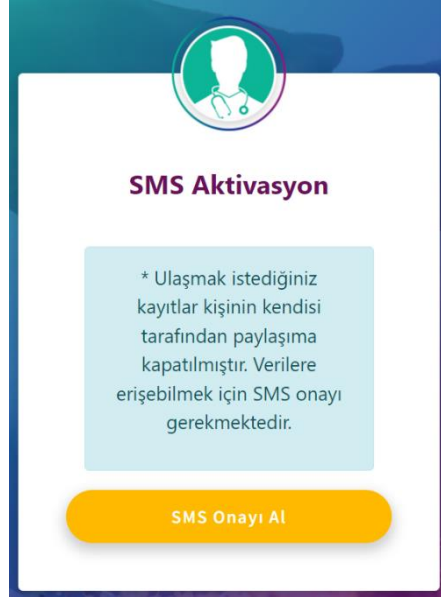 SMS Aktivasyon
* Ulaşmak istediğiniz
kayıtlar kişinin kendisi
tarafından paylaşıma
kapatılmıştır. Verilere
erişebilmek için SMS onayı
gerekmektedir.
SMS Onayı Al